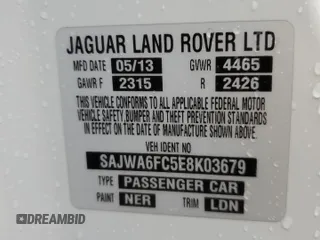 JAGUAR LAND ROVER LTD
MFD DATE 05/13 GVWR 4465
GAWR F 2315 R 2426
THIS VEHICLE CONFORMS TO ALL APPLICABLE FEDERAL MOTOR
VEHICLE SAFETY, BUMPER AND THEFT PREVENTION STANDARDS
IN EFFECT ON THE DATE OF MANUFACTURE SHOWN ABOVE.
VEH IDENT NO
SAJWA6FC5E8K03679
TYPE PASSENGER CAR
PAINT NER TRIM LDN
DREAMBID